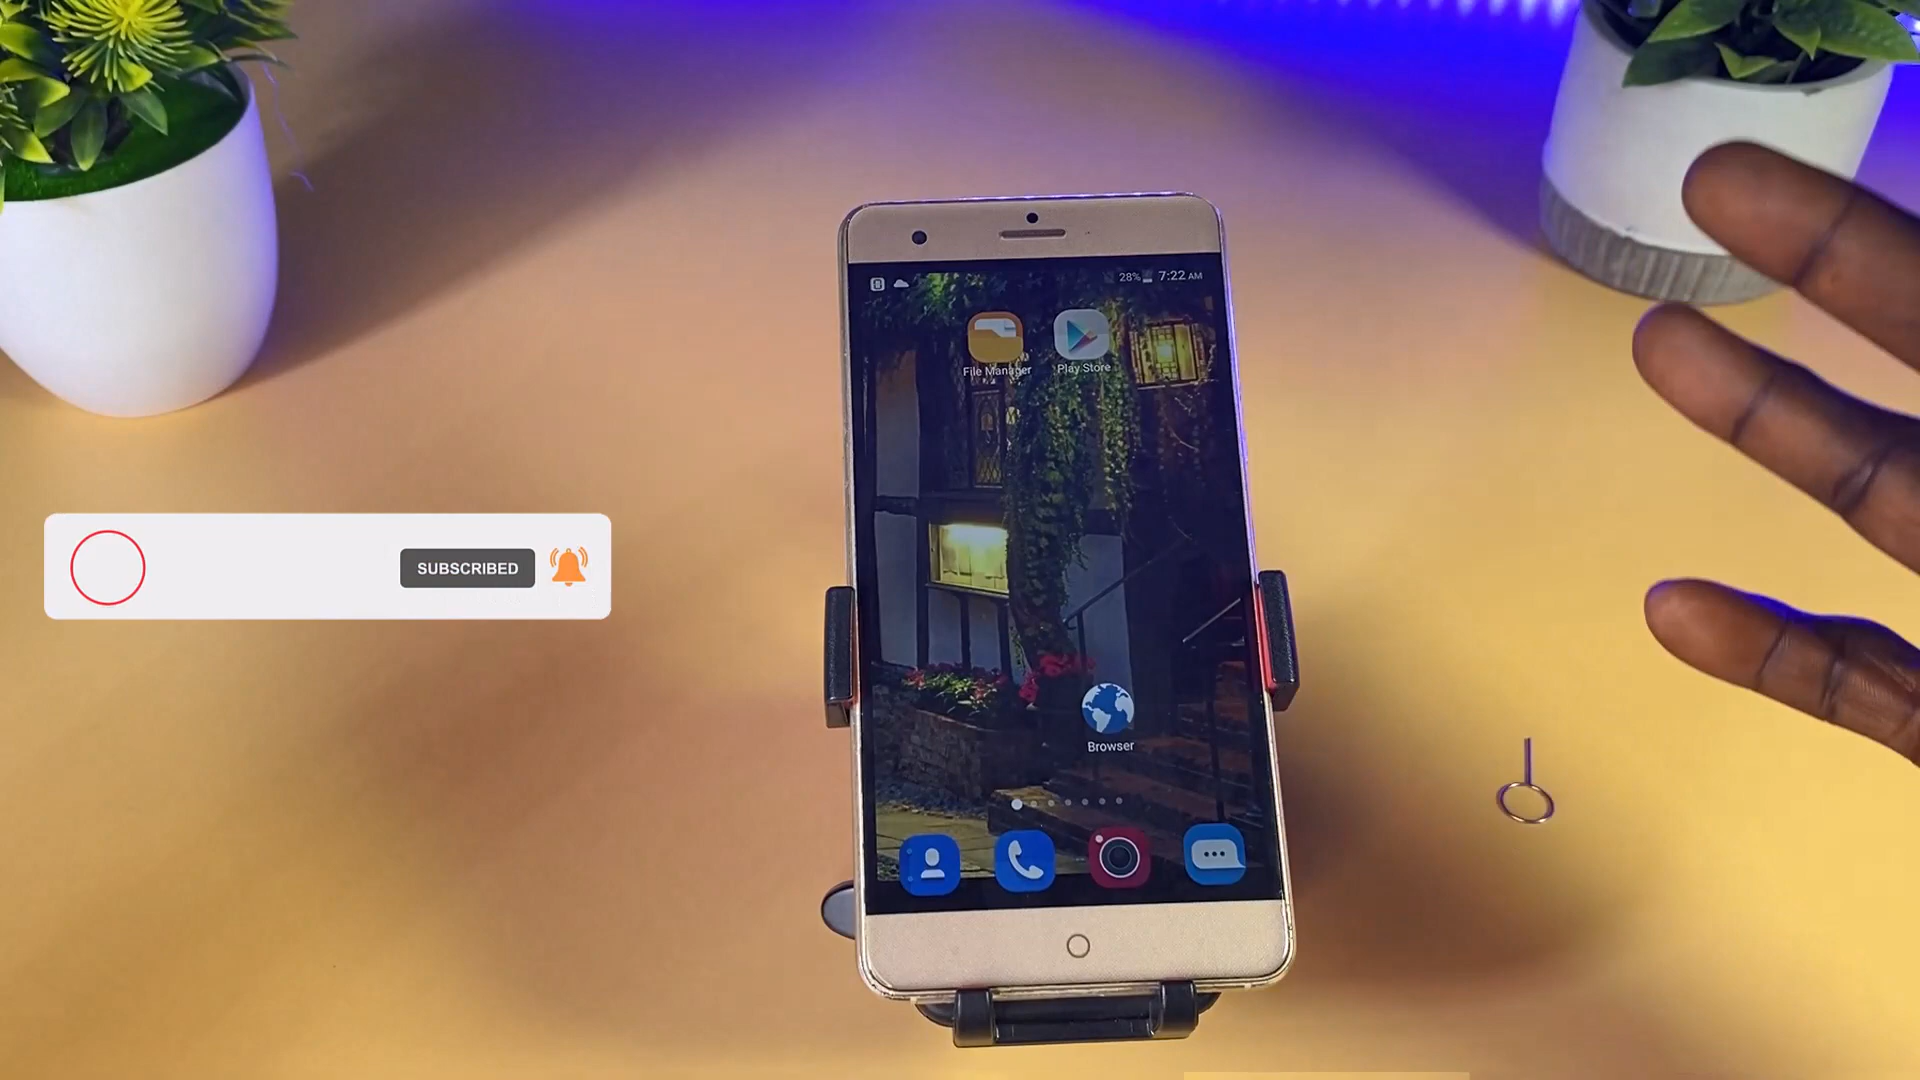 28% 7:22 AM
File Manager
Play Store
SUBSCRIBED
Browser